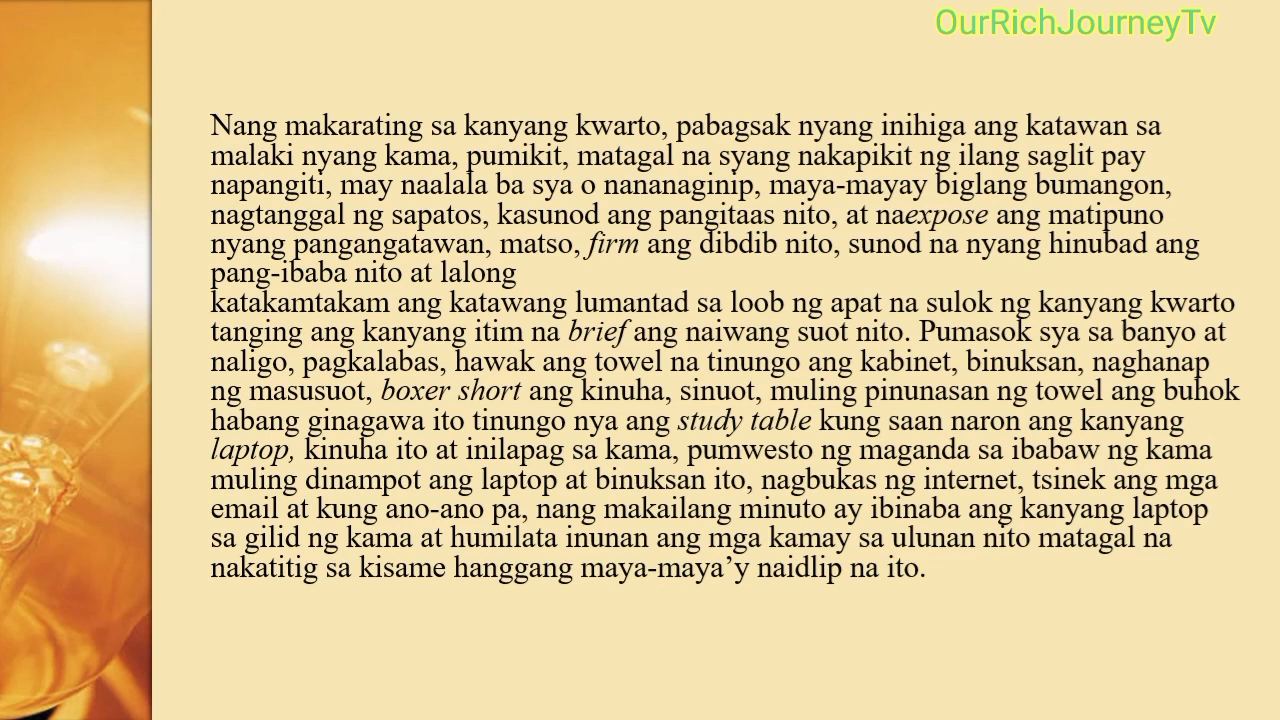 OurRichJourneyTv
Nang makarating sa kanyang kwarto, pabagsak nyang inihiga ang katawan sa
malaki nyang kama, pumikit, matagal na syang nakapikit ng ilang saglit pay
napangiti, may naalala ba sya o nananaginip, maya-mayay biglang bumangon,
nagtanggal ng sapatos, kasunod ang pangitaas nito, at naexpose ang matipuno
nyang pangangatawan, matso, firm ang dibdib nito, sunod na nyang hinubad ang
pang-ibaba nito at lalong
katakamtakam ang katawang lumantad sa loob ng apat na sulok ng kanyang kwarto
tanging ang kanyang itim na brief ang naiwang suot nito. Pumasok sya sa banyo at
naligo, pagkalabas, hawak ang towel na tinungo ang kabinet, binuksan, naghanap
ng masusuot, boxer short ang kinuha, sinuot, muling pinunasan ng towel ang buhok
habang ginagawa ito tinungo nya ang study table kung saan naron ang kanyang
laptop, kinuha ito at inilapag sa kama, pumwesto ng maganda sa ibabaw ng kama
muling dinampot ang laptop at binuksan ito, nagbukas ng internet, tsinek ang mga
email at kung ano-ano pa, nang makailang minuto ay ibinaba ang kanyang laptop
sa gilid ng kama at humilata inunan ang mga kamay sa ulunan nito matagal na
nakatitig sa kisame hanggang maya-maya’y naidlip na ito.